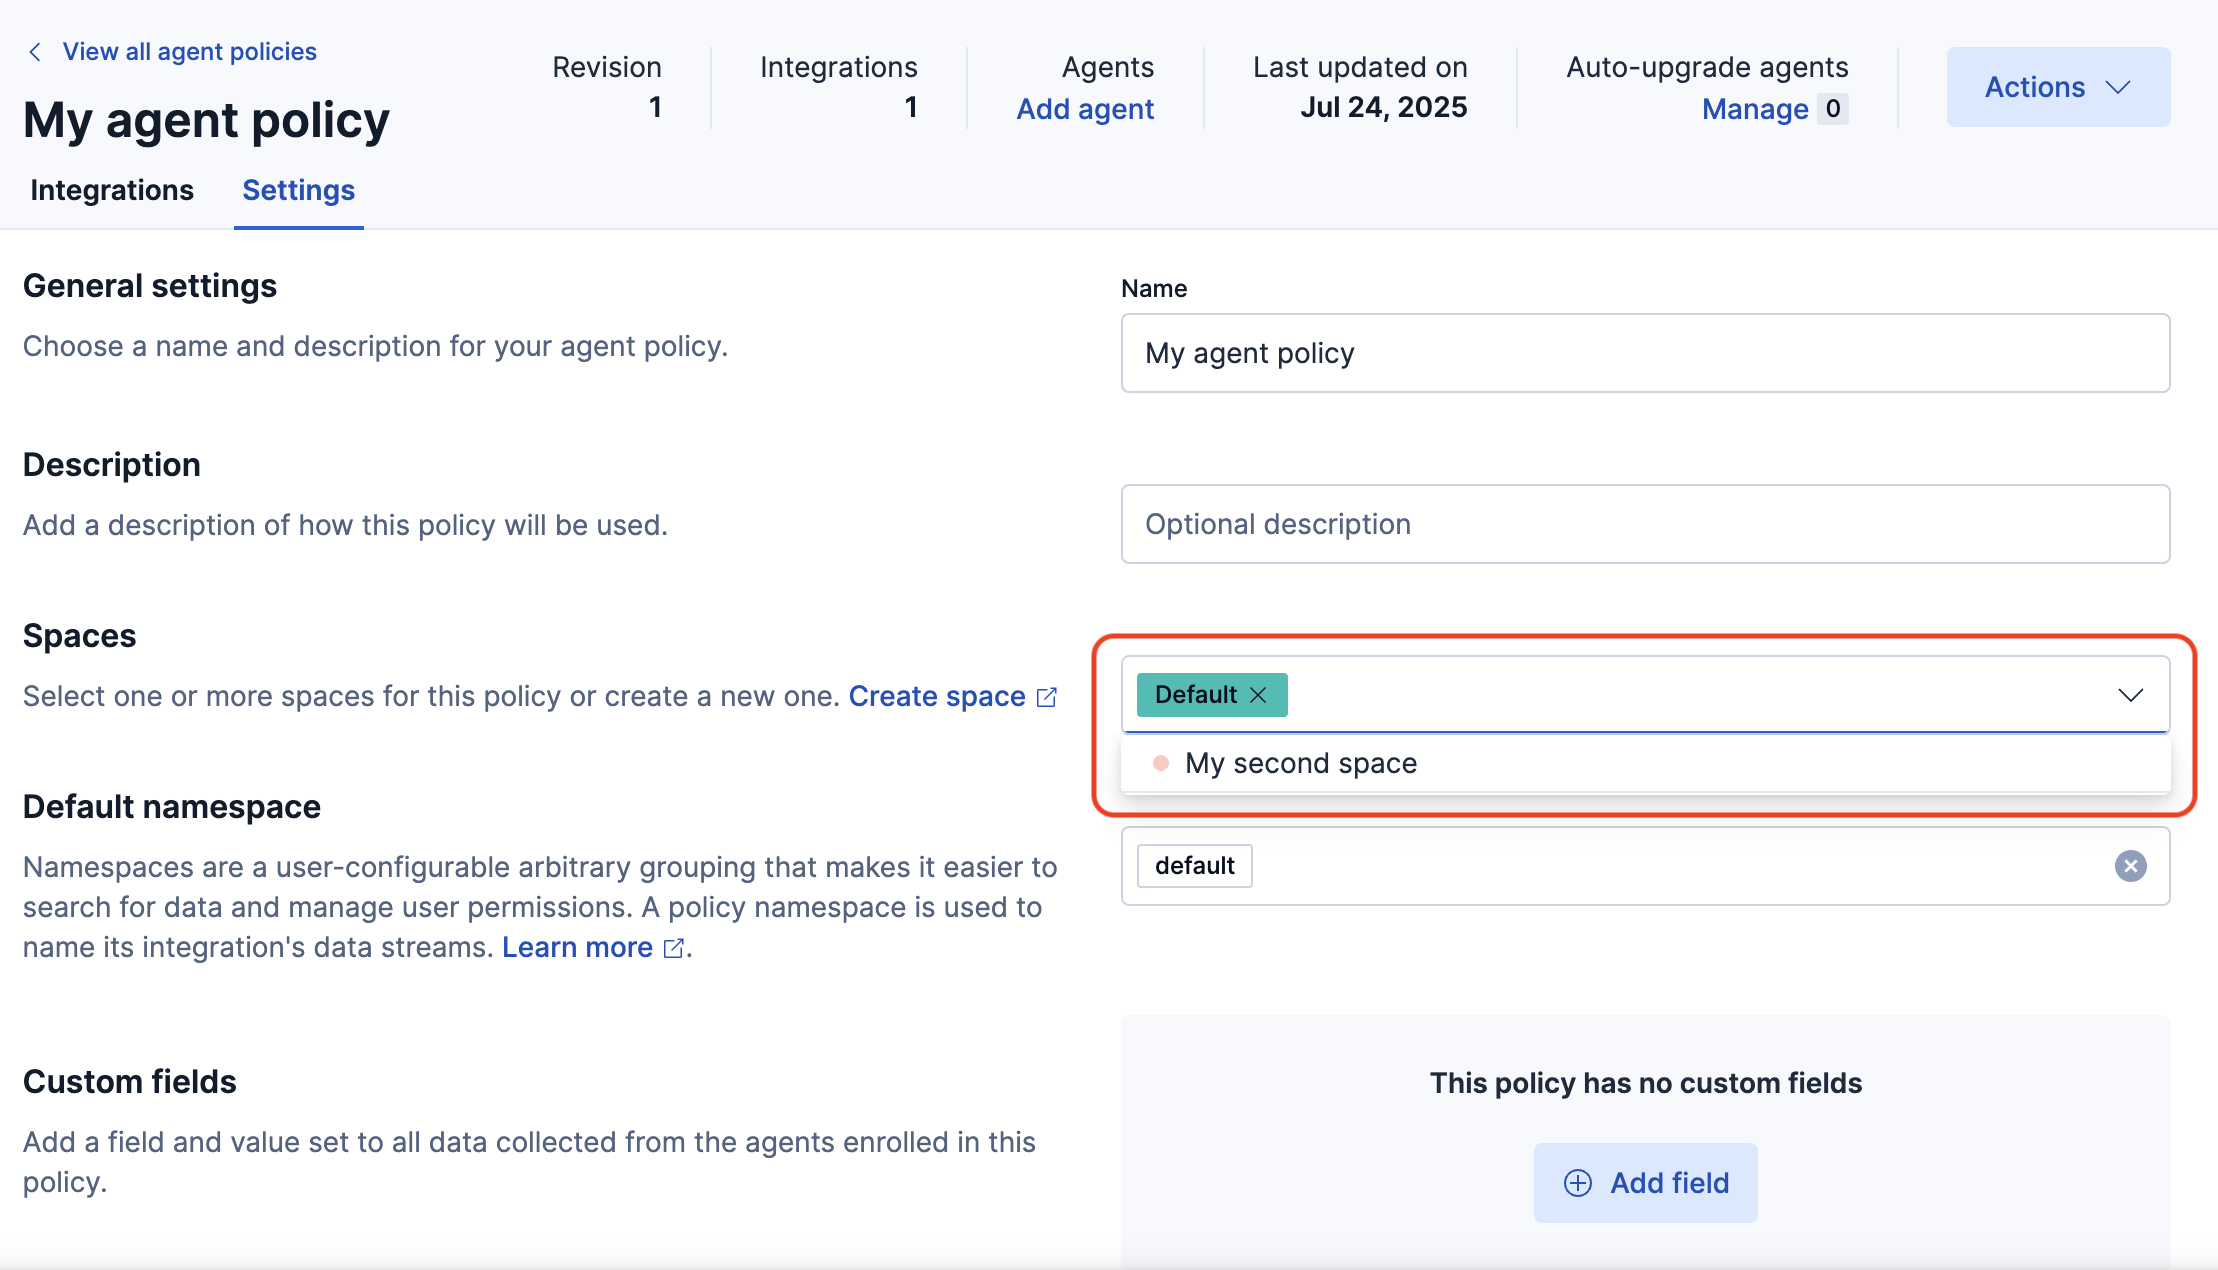 View all agent policies
My agent policy
Revision
1
Integrations
1
Agents
Add agent
Last updated on
Jul 24, 2025
Auto-upgrade agents
Manage 0
Actions
Integrations
Settings
General settings
Choose a name and description for your agent policy.
Name
My agent policy
Description
Add a description of how this policy will be used.
Optional description
Spaces
Select one or more spaces for this policy or create a new one. Create space
Default
My second space
Default namespace
Namespaces are a user-configurable arbitrary grouping that makes it easier to
search for data and manage user permissions. A policy namespace is used to
name its integration's data streams. Learn more .
default
Custom fields
Add a field and value set to all data collected from the agents enrolled in this
policy.
This policy has no custom fields
Add field